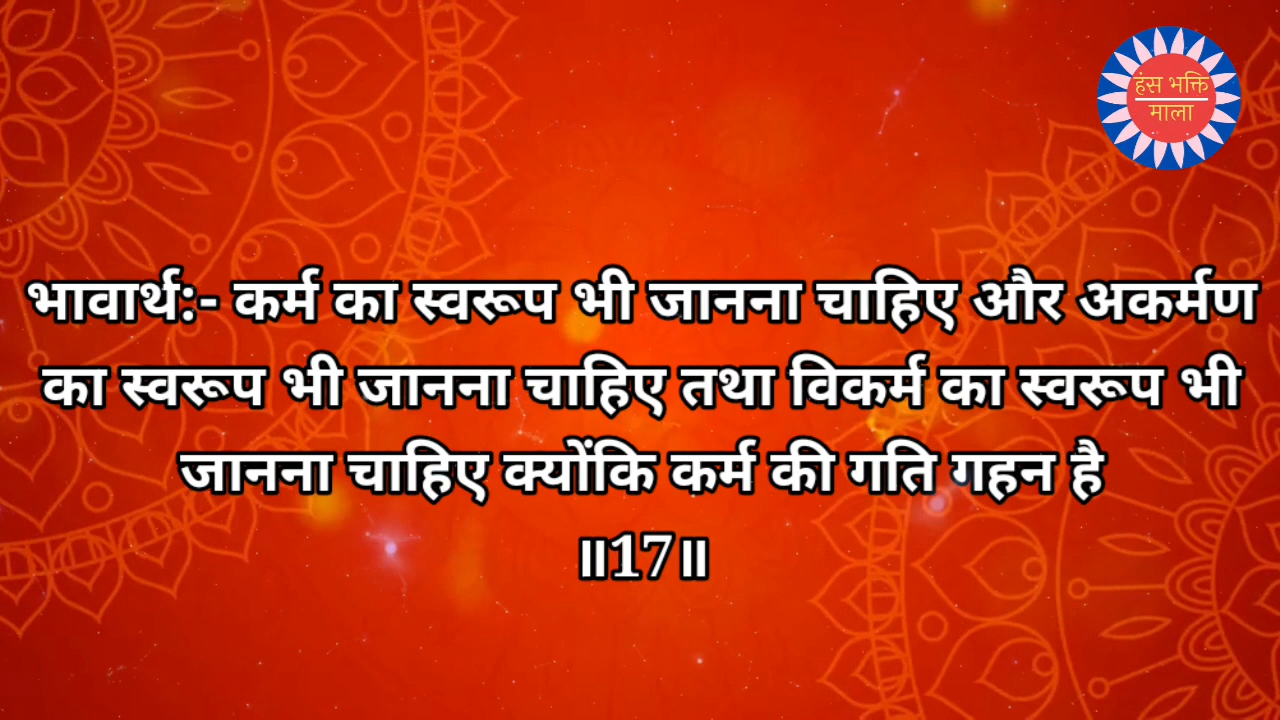 हंस भक्ति
माला
भावार्थ:- कर्म का स्वरूप भी जानना चाहिए और अकर्मण
का स्वरूप भी जानना चाहिए तथा विकर्म का स्वरूप भी
जानना चाहिए क्योंकि कर्म की गति गहन है
॥17॥